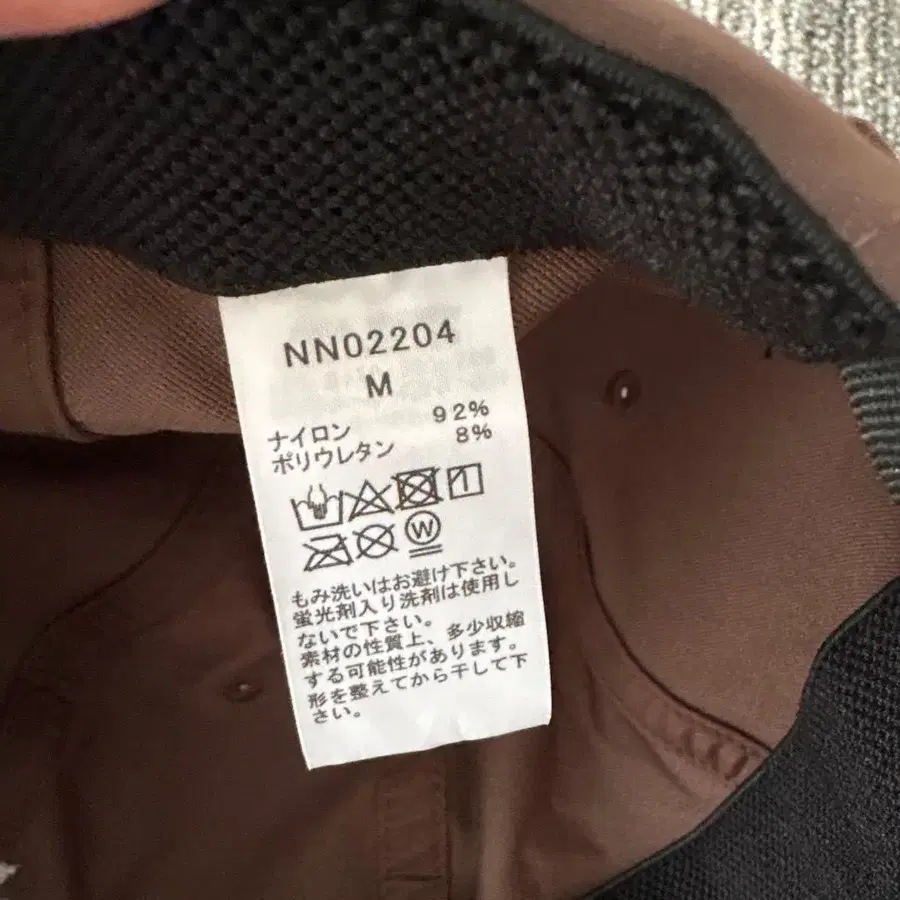 NN02204
M
ナイロン 92%
ポリウレタン 8%
W
もみ洗いはお避け下さい。
蛍光剤入り洗剤は使用し
ないで下さい。
素材の性質上、多少収縮
する可能性があります。
形を整えてから干して下
さい。